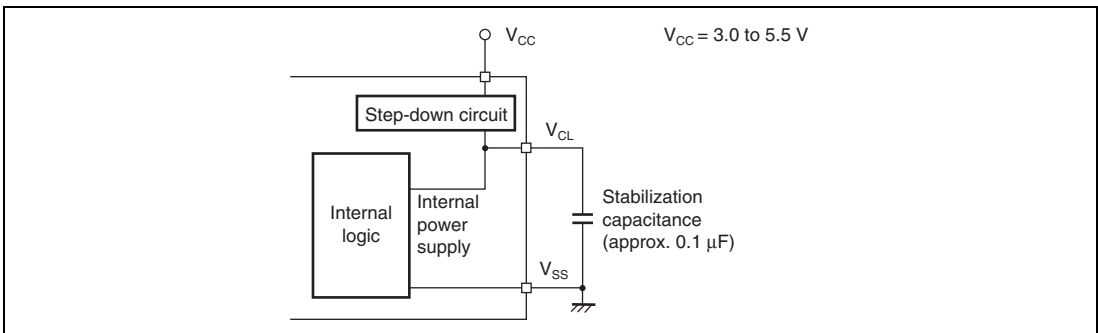 V_CC
V_CC = 3.0 to 5.5 V
Step-down circuit
V_CL
Internal
logic
Internal
power
supply
Stabilization
capacitance
(approx. 0.1 μF)
V_SS